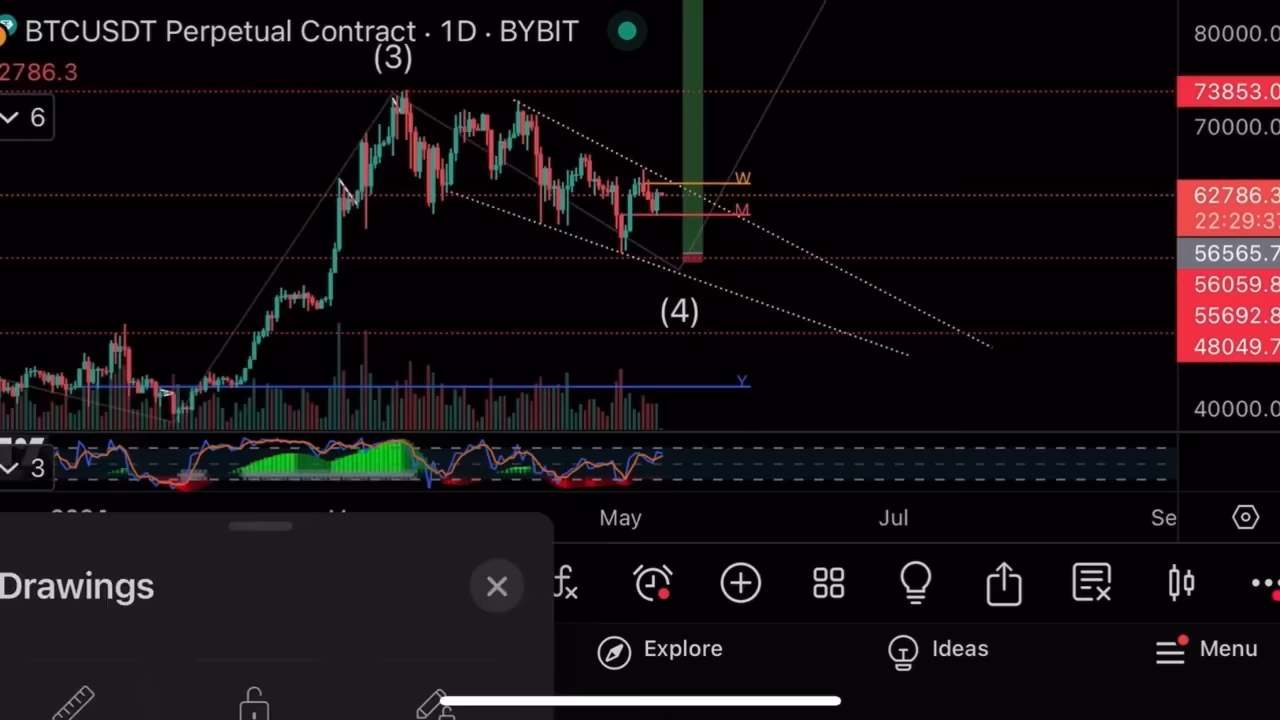 BTCUSDT Perpetual Contract · 1D · BYBIT
(3)
2786.3
6
80000.0
73853.0
70000.0
W
62786.3
22:29:3
M
56565.7
56059.8
(4)
55692.8
48049.7
Y
40000.0
3
May
Jul
Se
Drawings
Explore
Ideas
Menu